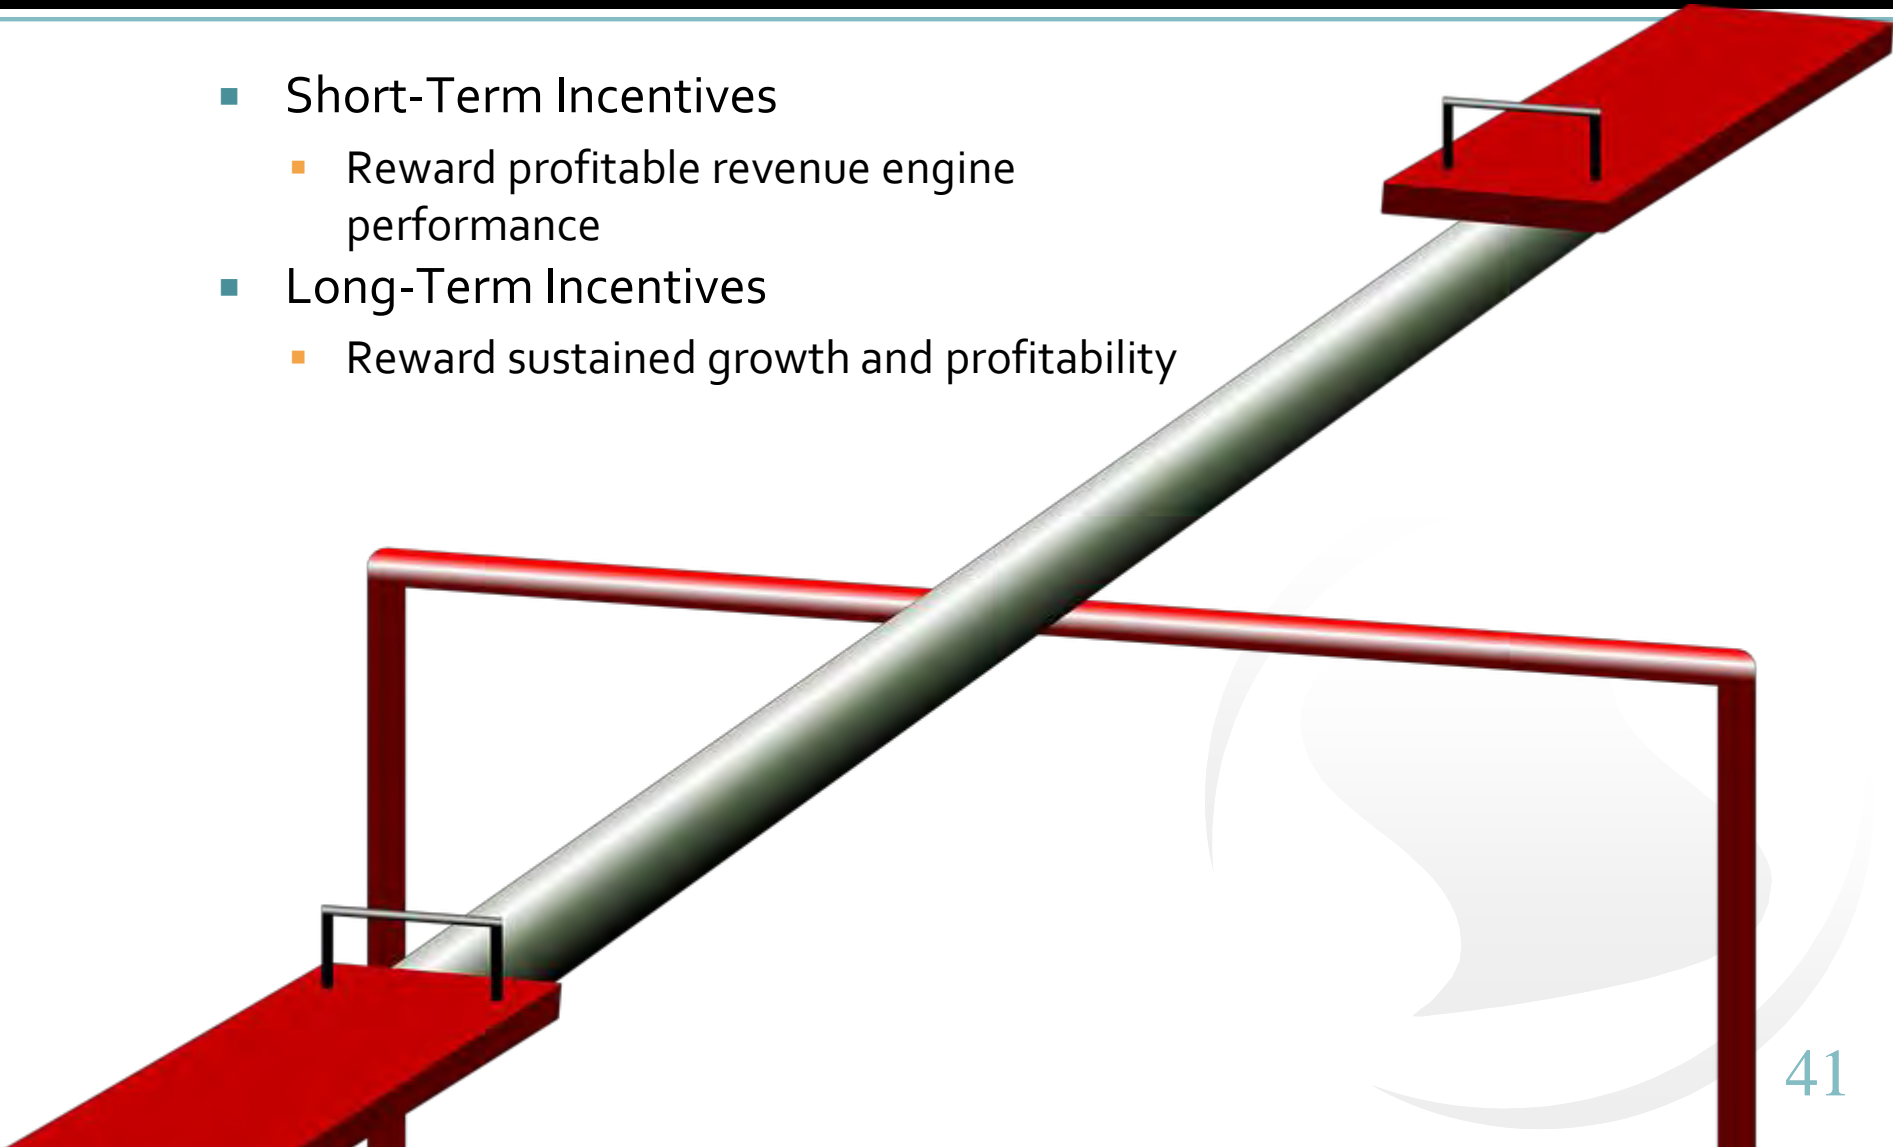 Short-Term Incentives
Reward profitable revenue engine
performance
Long-Term Incentives
Reward sustained growth and profitability
41